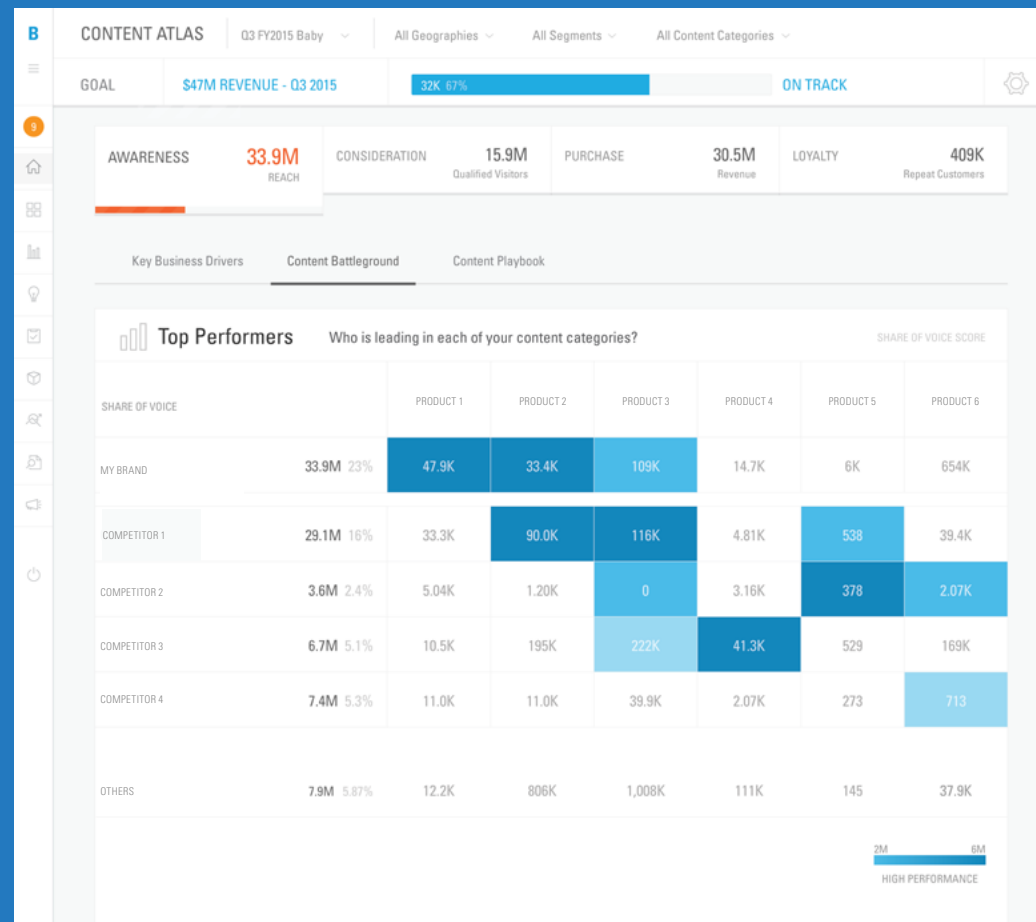 B CONTENT ATLAS Q3 FY2015 Baby All Geographies All Segments All Content Categories
GOAL $47M REVENUE - Q3 2015 32K 67% ON TRACK
9
AWARENESS 33.9M CONSIDERATION 15.9M PURCHASE 30.5M LOYALTY 409K
REACH Qualified Visitors Revenue Repeat Customers
Key Business Drivers Content Battleground Content Playbook
Top Performers Who is leading in each of your content categories? SHARE OF VOICE SCORE
SHARE OF VOICE PRODUCT 1 PRODUCT 2 PRODUCT 3 PRODUCT 4 PRODUCT 5 PRODUCT 6
MY BRAND 33.9M 23% 47.9K 33.4K 109K 14.7K 6K 654K
COMPETITOR 1 29.1M 16% 33.3K 90.0K 116K 4.81K 538 39.4K
COMPETITOR 2 3.6M 2.4% 5.04K 1.20K 0 3.16K 378 2.07K
COMPETITOR 3 6.7M 5.1% 10.5K 195K 222K 41.3K 529 169K
COMPETITOR 4 7.4M 5.3% 11.0K 11.0K 39.9K 2.07K 273 713
OTHERS 7.9M 5.87% 12.2K 806K 1,008K 111K 145 37.9K
2M 6M
HIGH PERFORMANCE